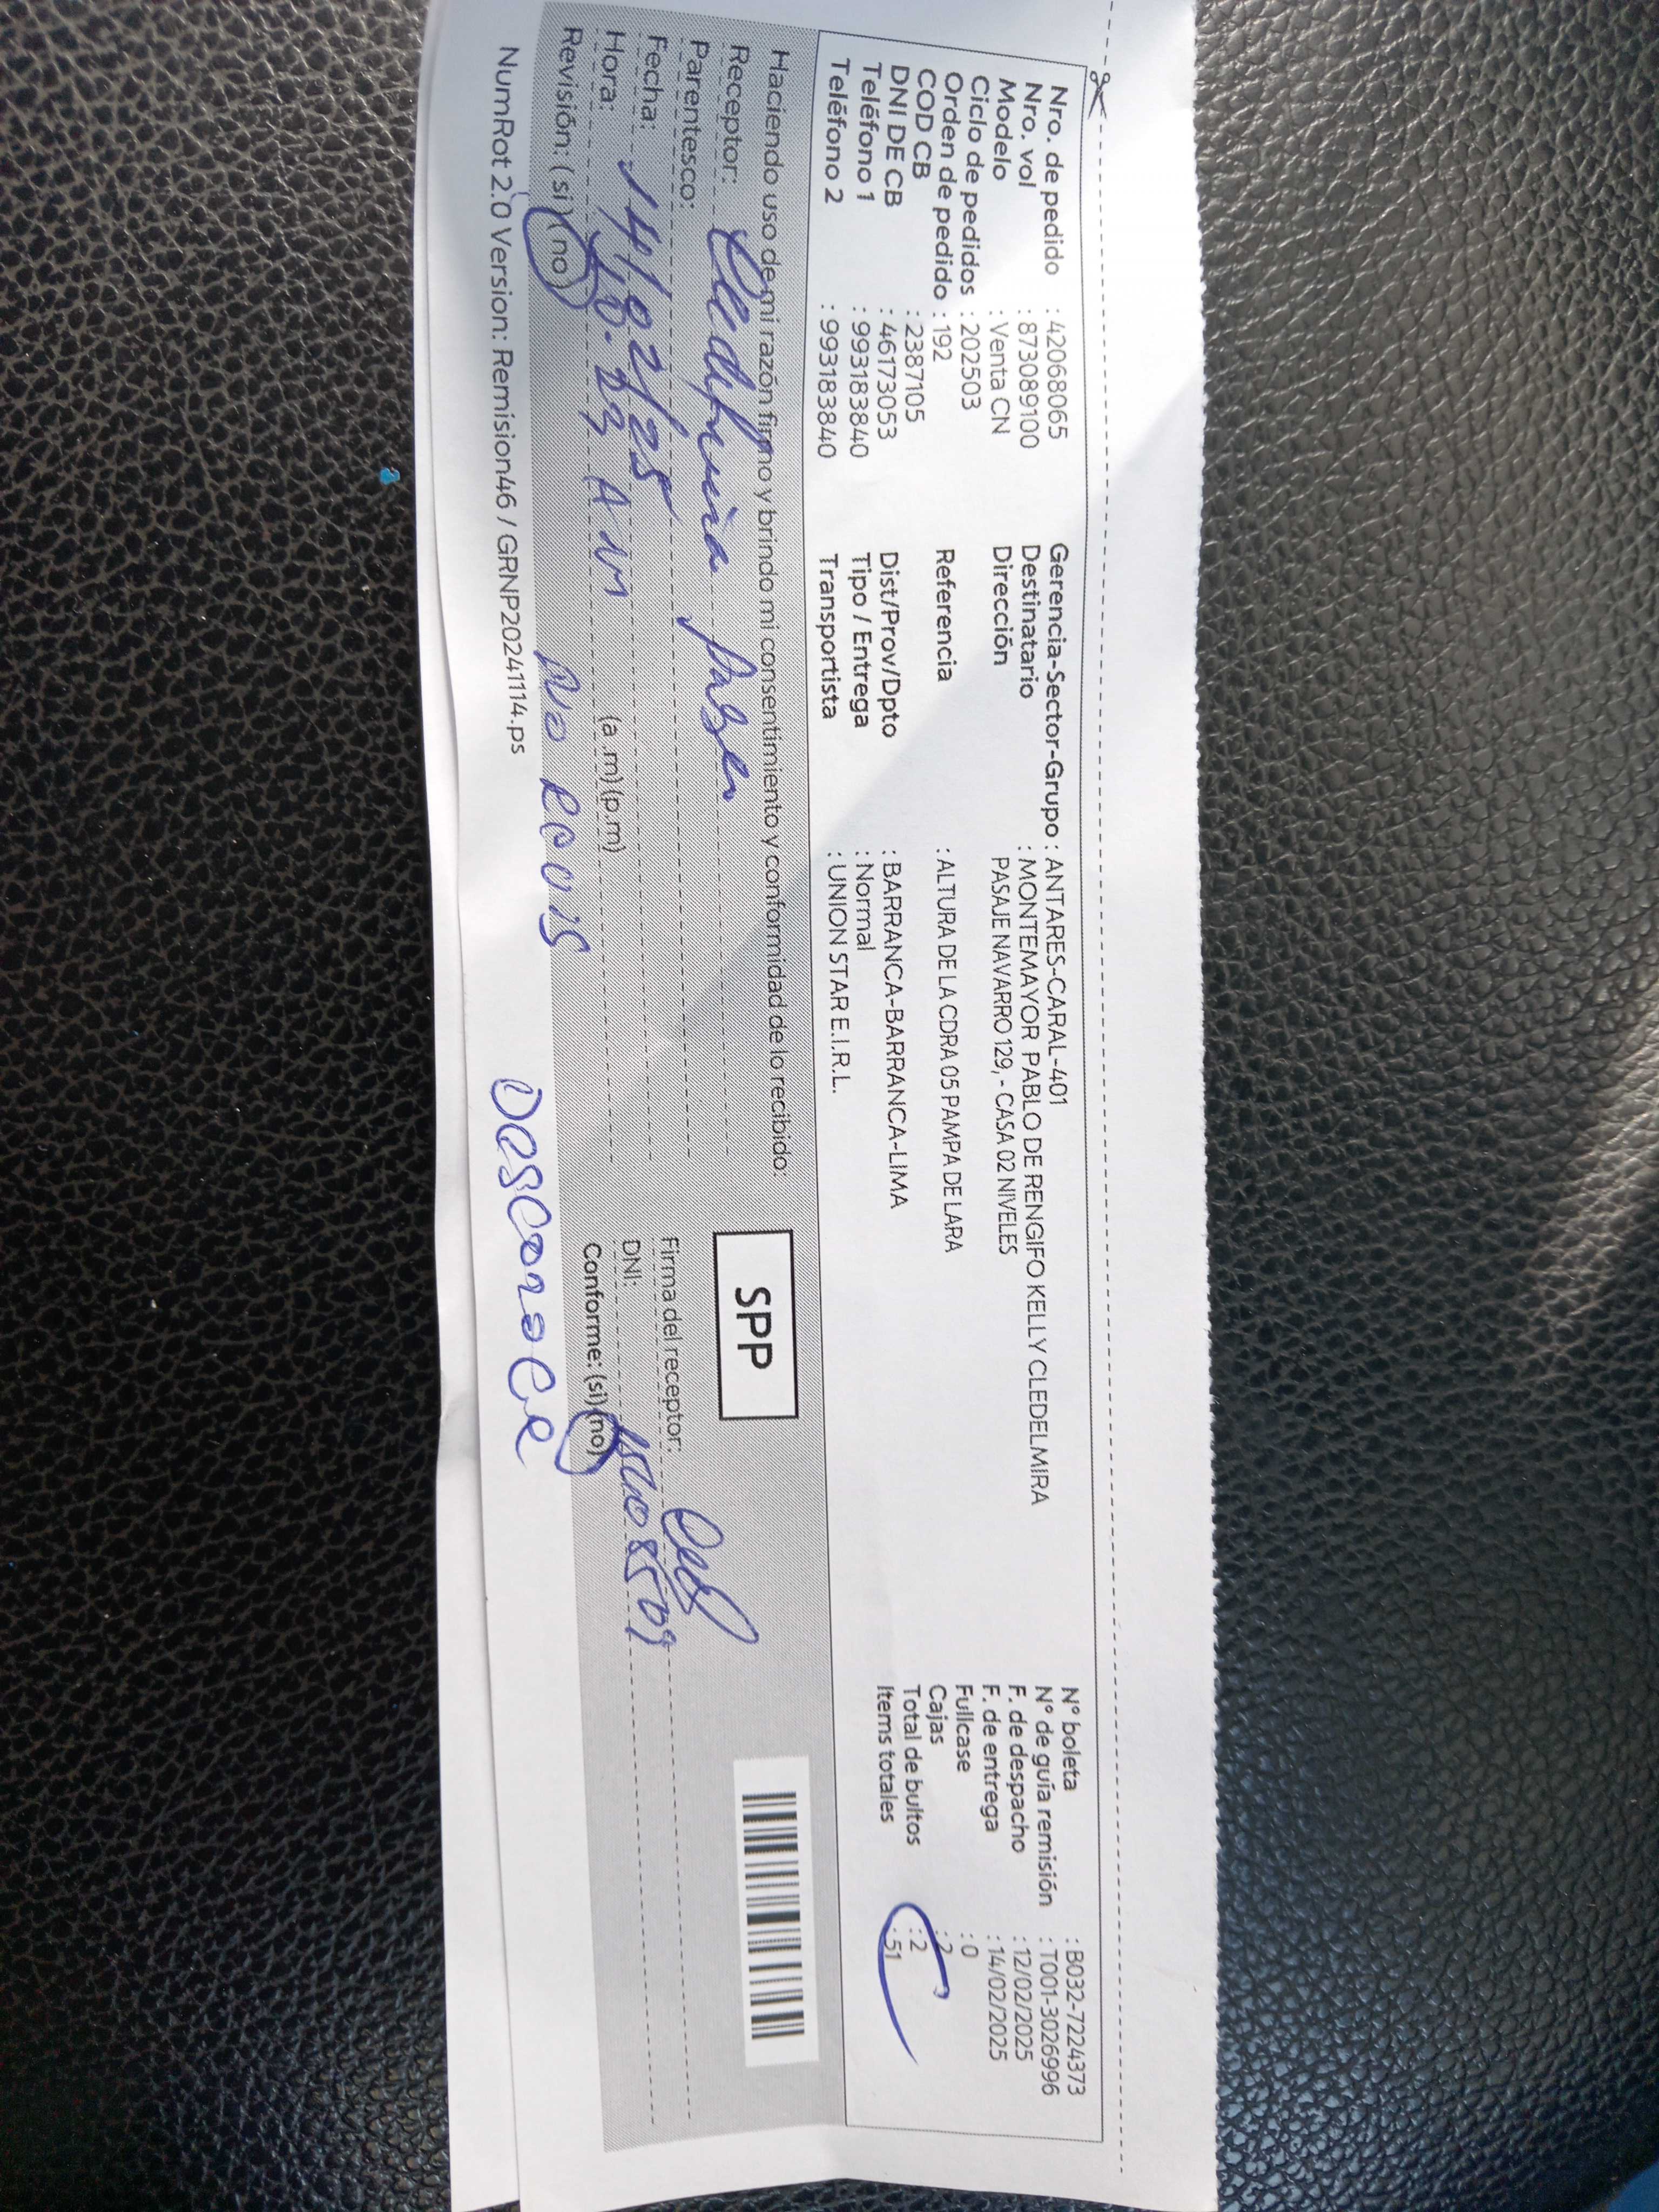 Nro. de pedido : 42068065
Nro. vol : 873089100
Modelo : Venta CN
Ciclo de pedidos : 202503
Orden de pedido : 192
COD CB : 2387105
DNI DE CB : 46173053
Teléfono 1 : 993183840
Teléfono 2 : 993183840
Gerencia-Sector-Grupo : ANTARES-CARAL-401
Destinatario : MONTEMAYOR PABLO DE RENGIFO KELLY CLEDELMIRA
Dirección PASAJE NAVARRO 129, - CASA 02 NIVELES
Referencia : ALTURA DE LA CDRA 05 PAMPA DE LARA
Dist/Prov/Dpto : BARRANCA-BARRANCA-LIMA
Tipo / Entrega : Normal
Transportista : UNION STAR E.I.R.L.
N° boleta : B032-7224373
N° de guía remisión : T001-3026996
F. de despacho : 12/02/2025
F. de entrega : 14/02/2025
Fullcase : 0
Cajas : 2
Total de bultos : 2
Items totales : 51
Haciendo uso de mi razón firmo y brindo mi consentimiento y conformidad de lo recibido:
Receptor:
Parentesco:
Fecha: 14/02/25
Hora: AM (a .m) (p.m)
Revisión: (si) (no) No REVIS
SPP
Firma del receptor:
DNI:
Conforme: (si) (no)
DESCONOCE
NumRot 2.0 Version: Remision46 / GRNP20241114.ps